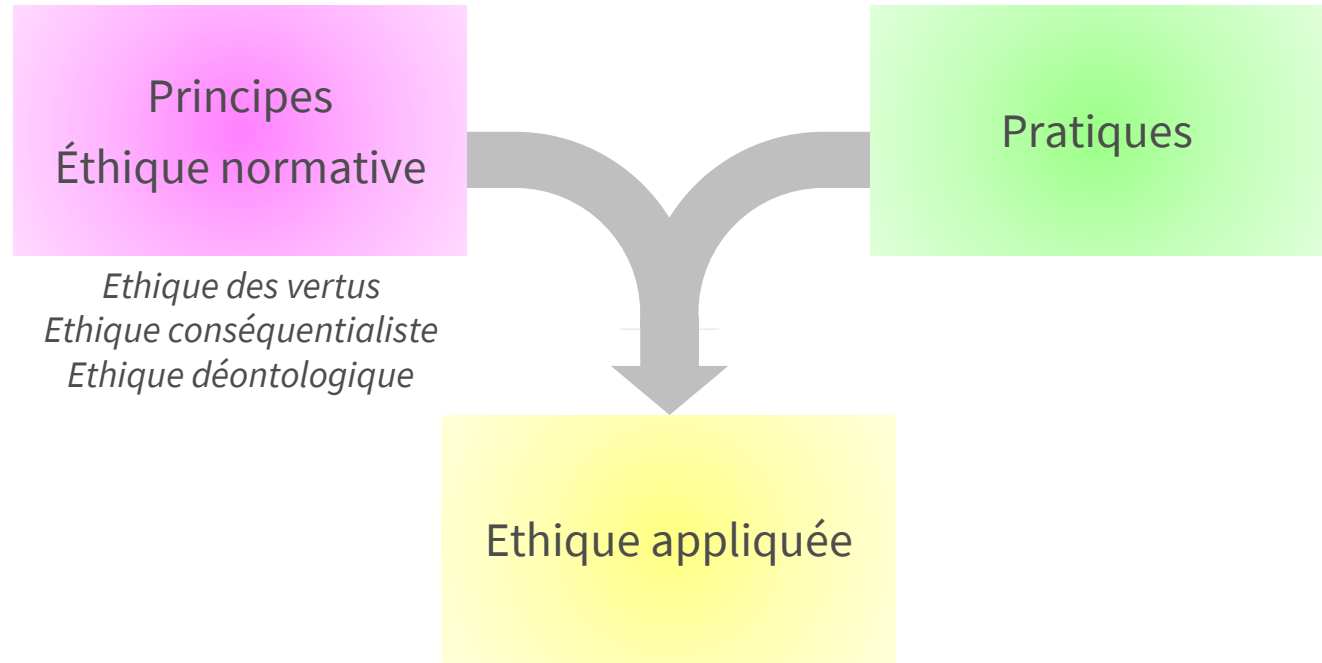 Principes
Éthique normative
Pratiques
Ethique des vertus
Ethique conséquentialiste
Ethique déontologique
Ethique appliquée